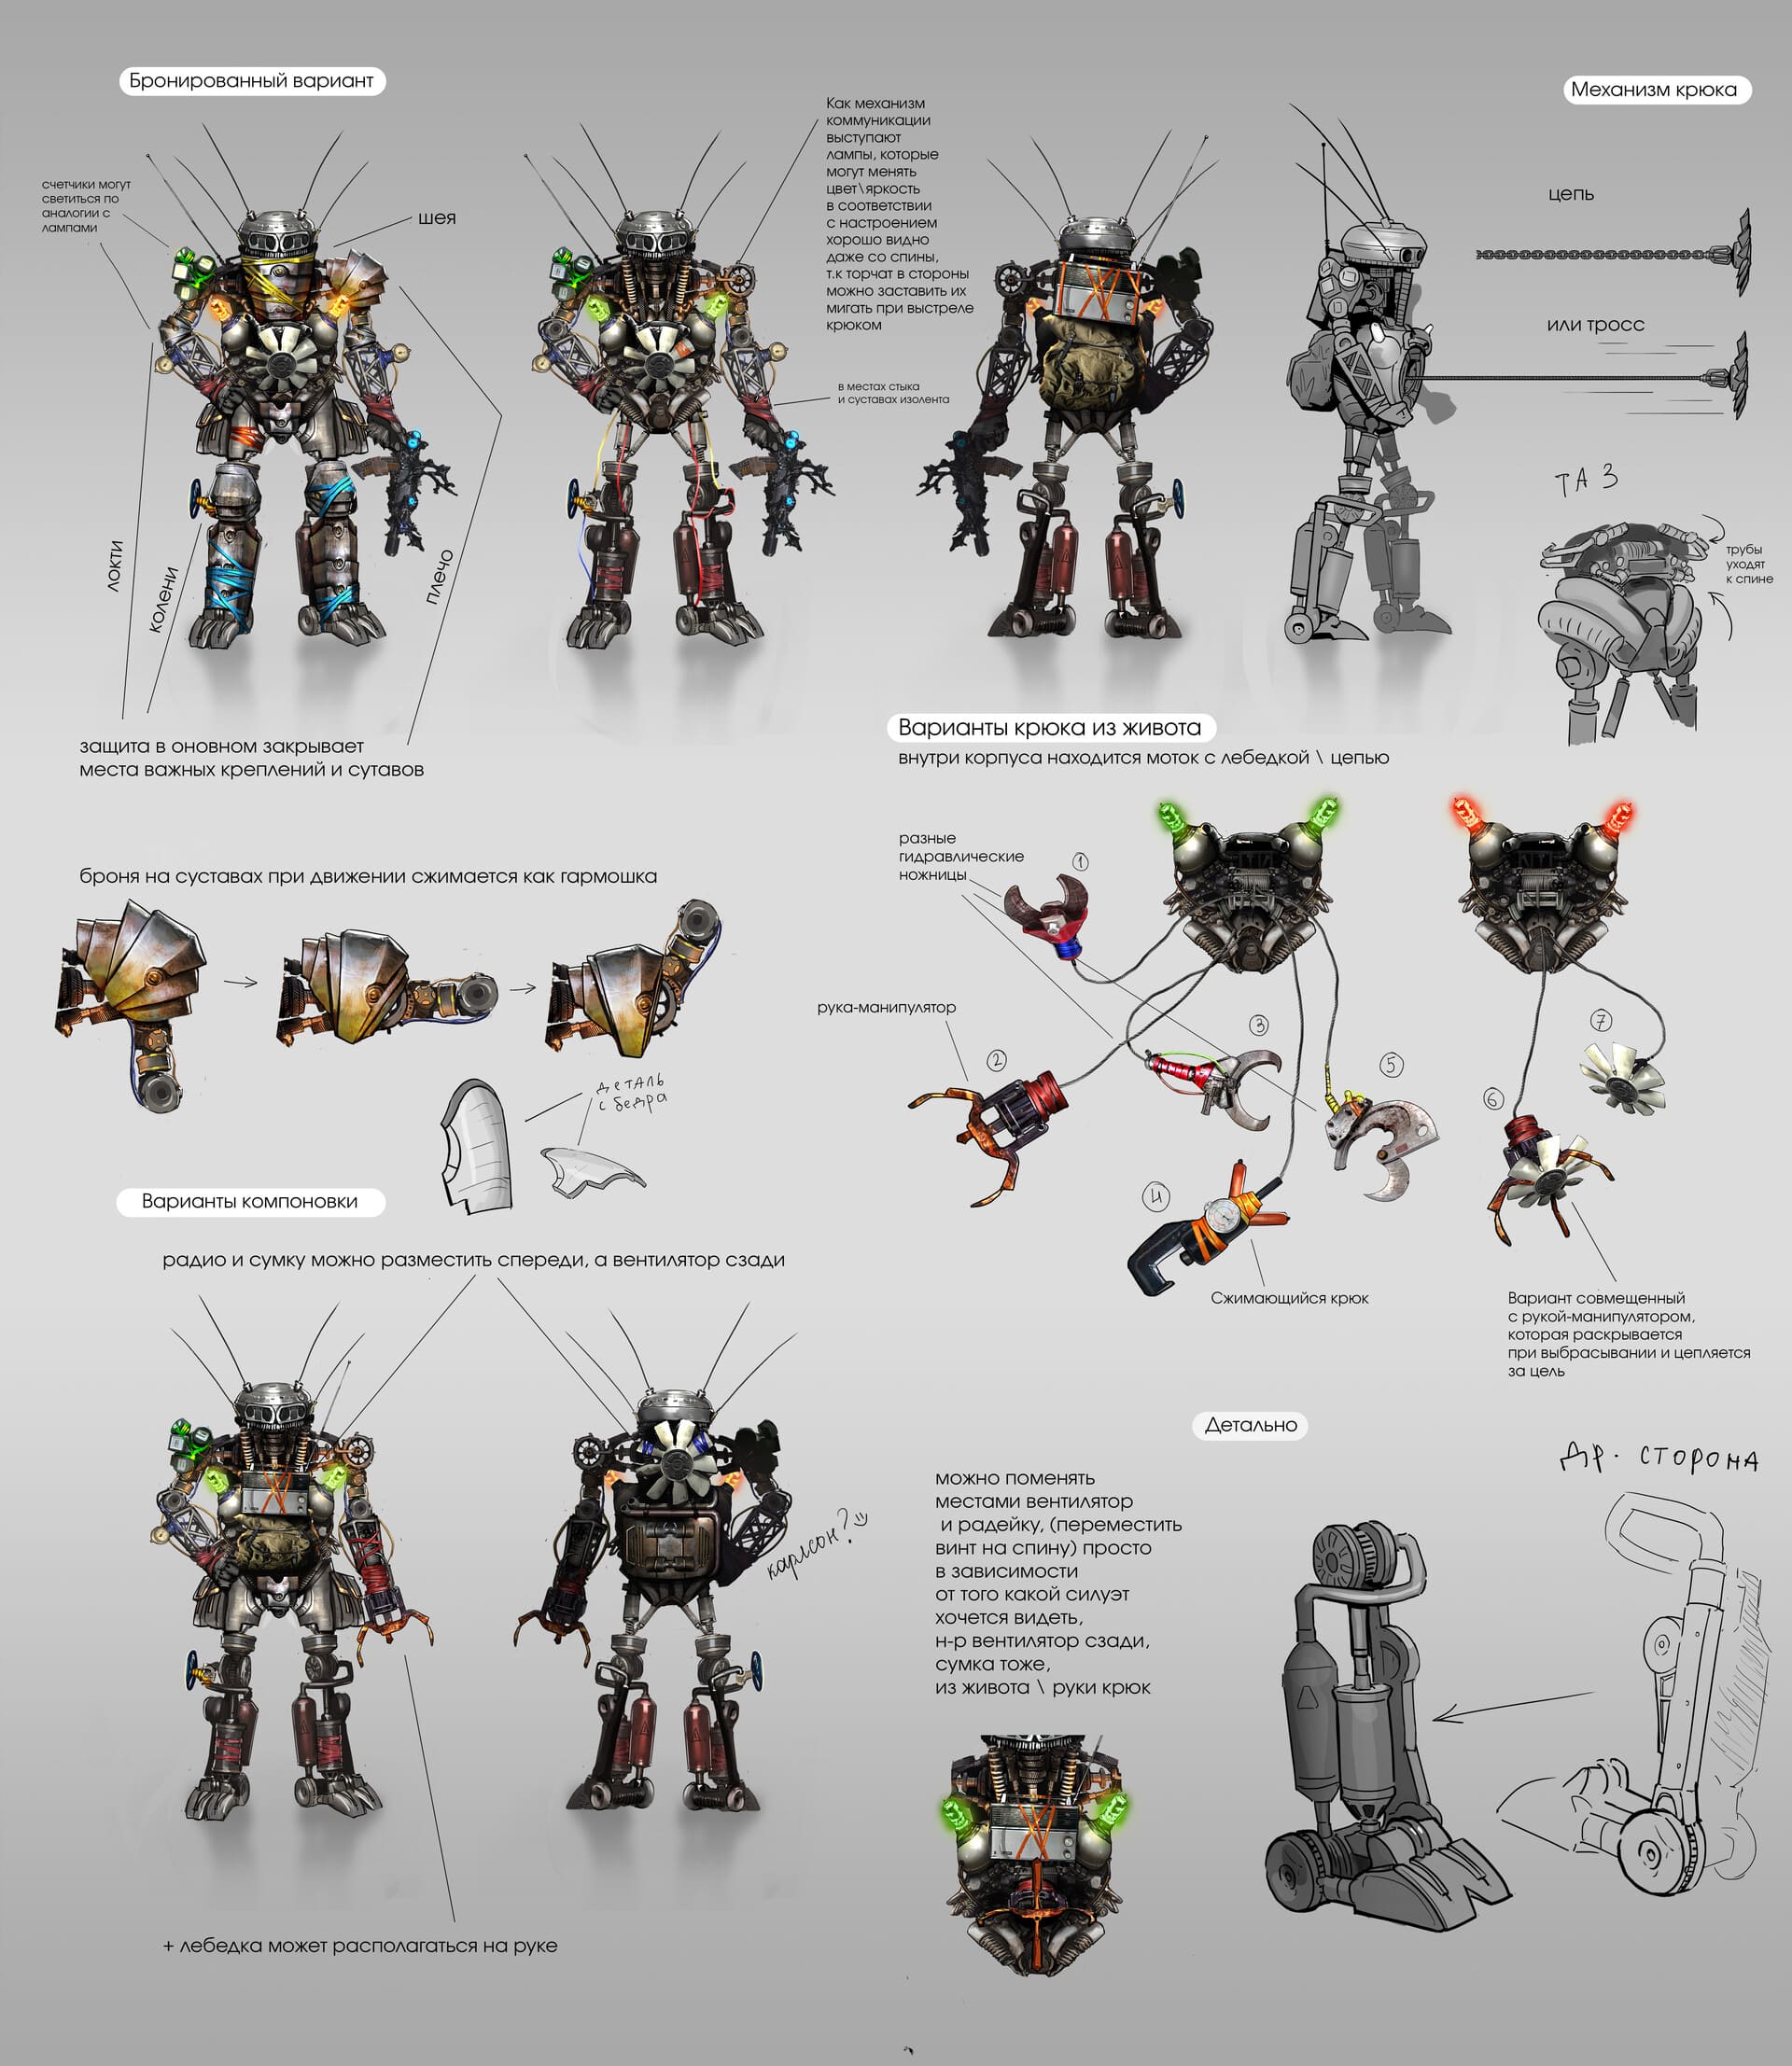 Бронированный вариант
счетчики могут
светиться по
аналогии с
лампами
шея
Как механизм
коммуникации
выступают
лампы, которые
могут менять
цвет\яркость
в соответствии
с настроением
хорошо видно
даже со спины,
т.к торчат в стороны
можно заставить их
мигать при выстреле
крюком
в местах стыка
и суставах изолента
локти
колени
плечо
защита в оновном закрывает
места важных креплений и сутавов
Механизм крюка
цепь
или тросс
ТАЗ
трубы
уходят
к спине
броня на суставах при движении сжимается как гармошка
деталь
с бедра
Варианты крюка из живота
внутри корпуса находится моток с лебедкой \ цепью
разные
гидравлические
ножницы
1
рука-манипулятор
2
3
4
5
6
7
Сжимающийся крюк
Вариант совмещенный
с рукой-манипулятором,
которая раскрывается
при выбрасывании и цепляется
за цель
Варианты компоновки
радио и сумку можно разместить спереди, а вентилятор сзади
карлсон?
+ лебедка может располагаться на руке
Детально
можно поменять
местами вентилятор
и радейку, (переместить
винт на спину) просто
в зависимости
от того какой силуэт
хочется видеть,
н-р вентилятор сзади,
сумка тоже,
из живота \ руки крюк
Др. сторона